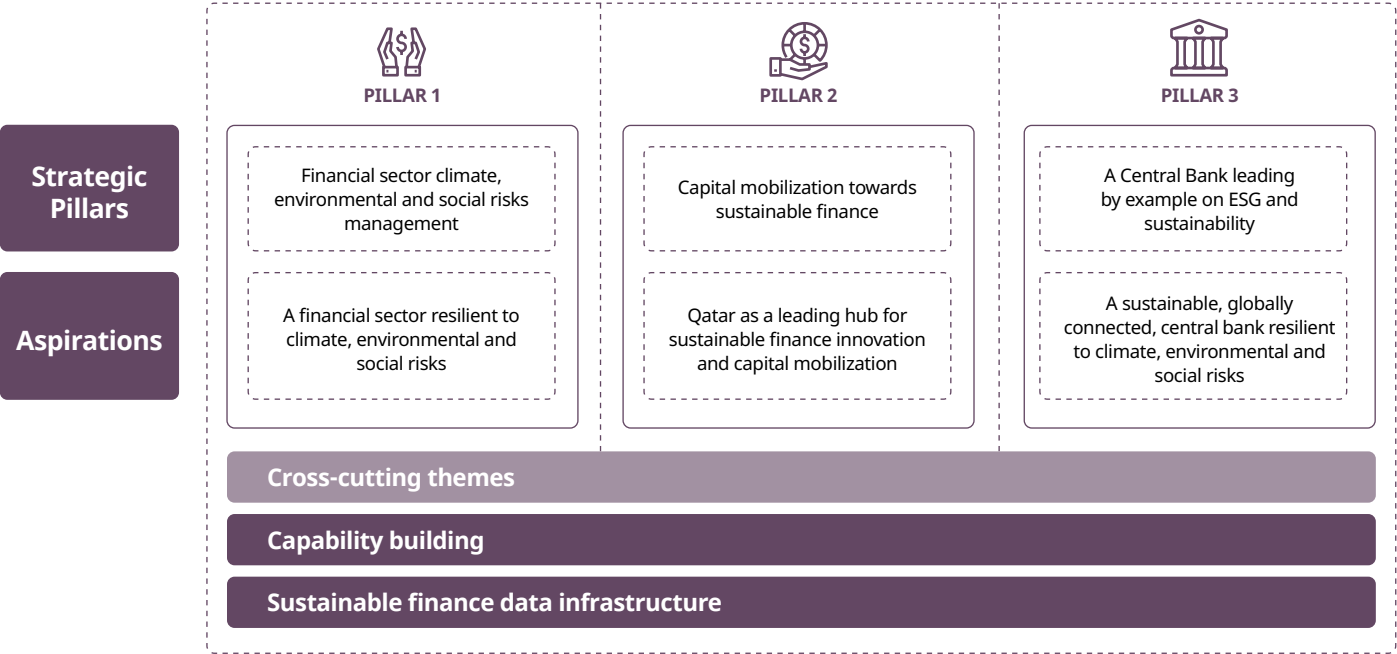 PILLAR 1
PILLAR 2
PILLAR 3
Strategic
Pillars
Financial sector climate,
environmental and social risks
management
Capital mobilization towards
sustainable finance
A Central Bank leading
by example on ESG and
sustainability
Aspirations
A financial sector resilient to
climate, environmental and
social risks
Qatar as a leading hub for
sustainable finance innovation
and capital mobilization
A sustainable, globally
connected, central bank resilient
to climate, environmental and
social risks
Cross-cutting themes
Capability building
Sustainable finance data infrastructure